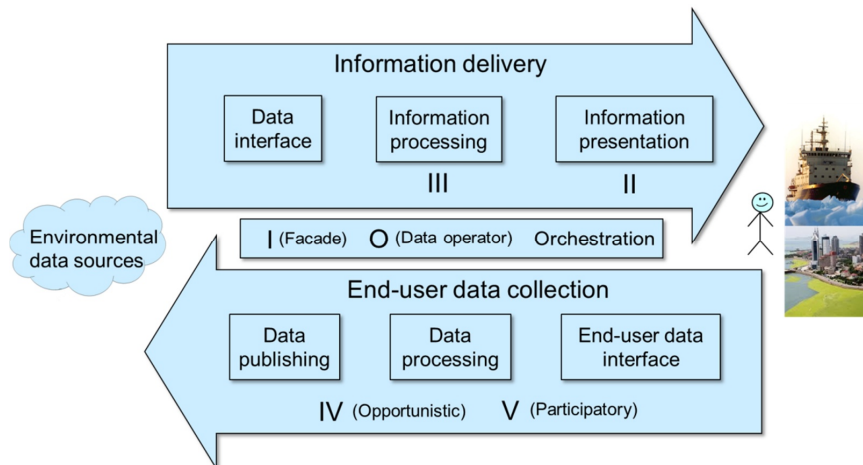 Information delivery
Data
interface
Information
processing
Information
presentation
III
II
Environmental
data sources
I (Facade)
O (Data operator)
Orchestration
End-user data collection
Data
publishing
Data
processing
End-user data
interface
IV (Opportunistic)
V (Participatory)